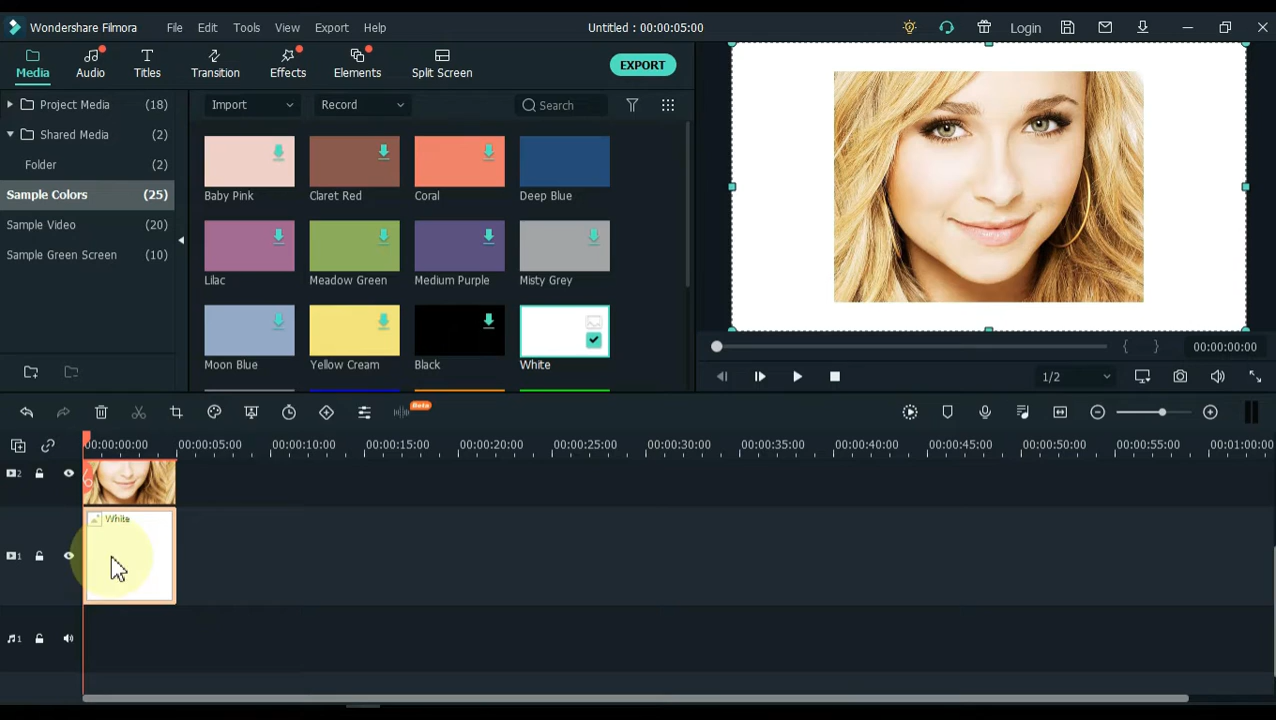 Wondershare Filmora File Edit Tools View Export Help Untitled : 00:00:05:00 Login
Media Audio Titles Transition Effects Elements Split Screen EXPORT
Project Media (18)
Shared Media (2)
Folder (2)
Sample Colors (25)
Sample Video (20)
Sample Green Screen (10)
Import Record Search
Baby Pink Claret Red Coral Deep Blue
Lilac Meadow Green Medium Purple Misty Grey
Moon Blue Yellow Cream Black White
00:00:00:00
1/2
Beta
00:00:00:00 00:00:05:00 00:00:10:00 00:00:15:00 00:00:20:00 00:00:25:00 00:00:30:00 00:00:35:00 00:00:40:00 00:00:45:00 00:00:50:00 00:00:55:00 00:01:00:00
2
White
1
1